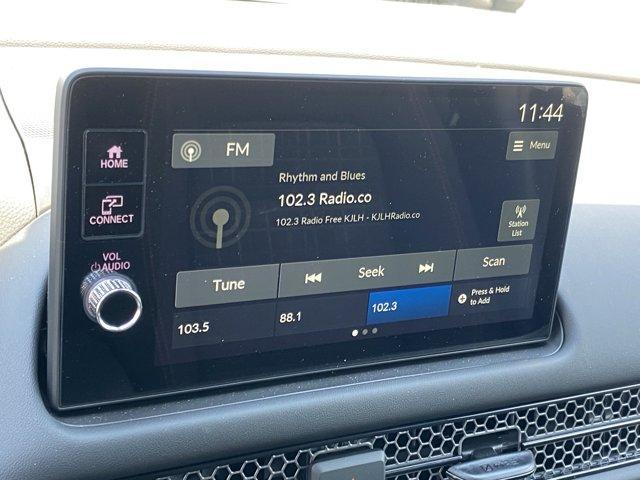 11:44
HOME
FM
Menu
Rhythm and Blues
102.3 Radio.co
102.3 Radio Free KJLH - KJLHRadio.co
CONNECT
Station
List
VOL
AUDIO
Tune
Seek
Scan
103.5
88.1
102.3
Press & Hold
to Add